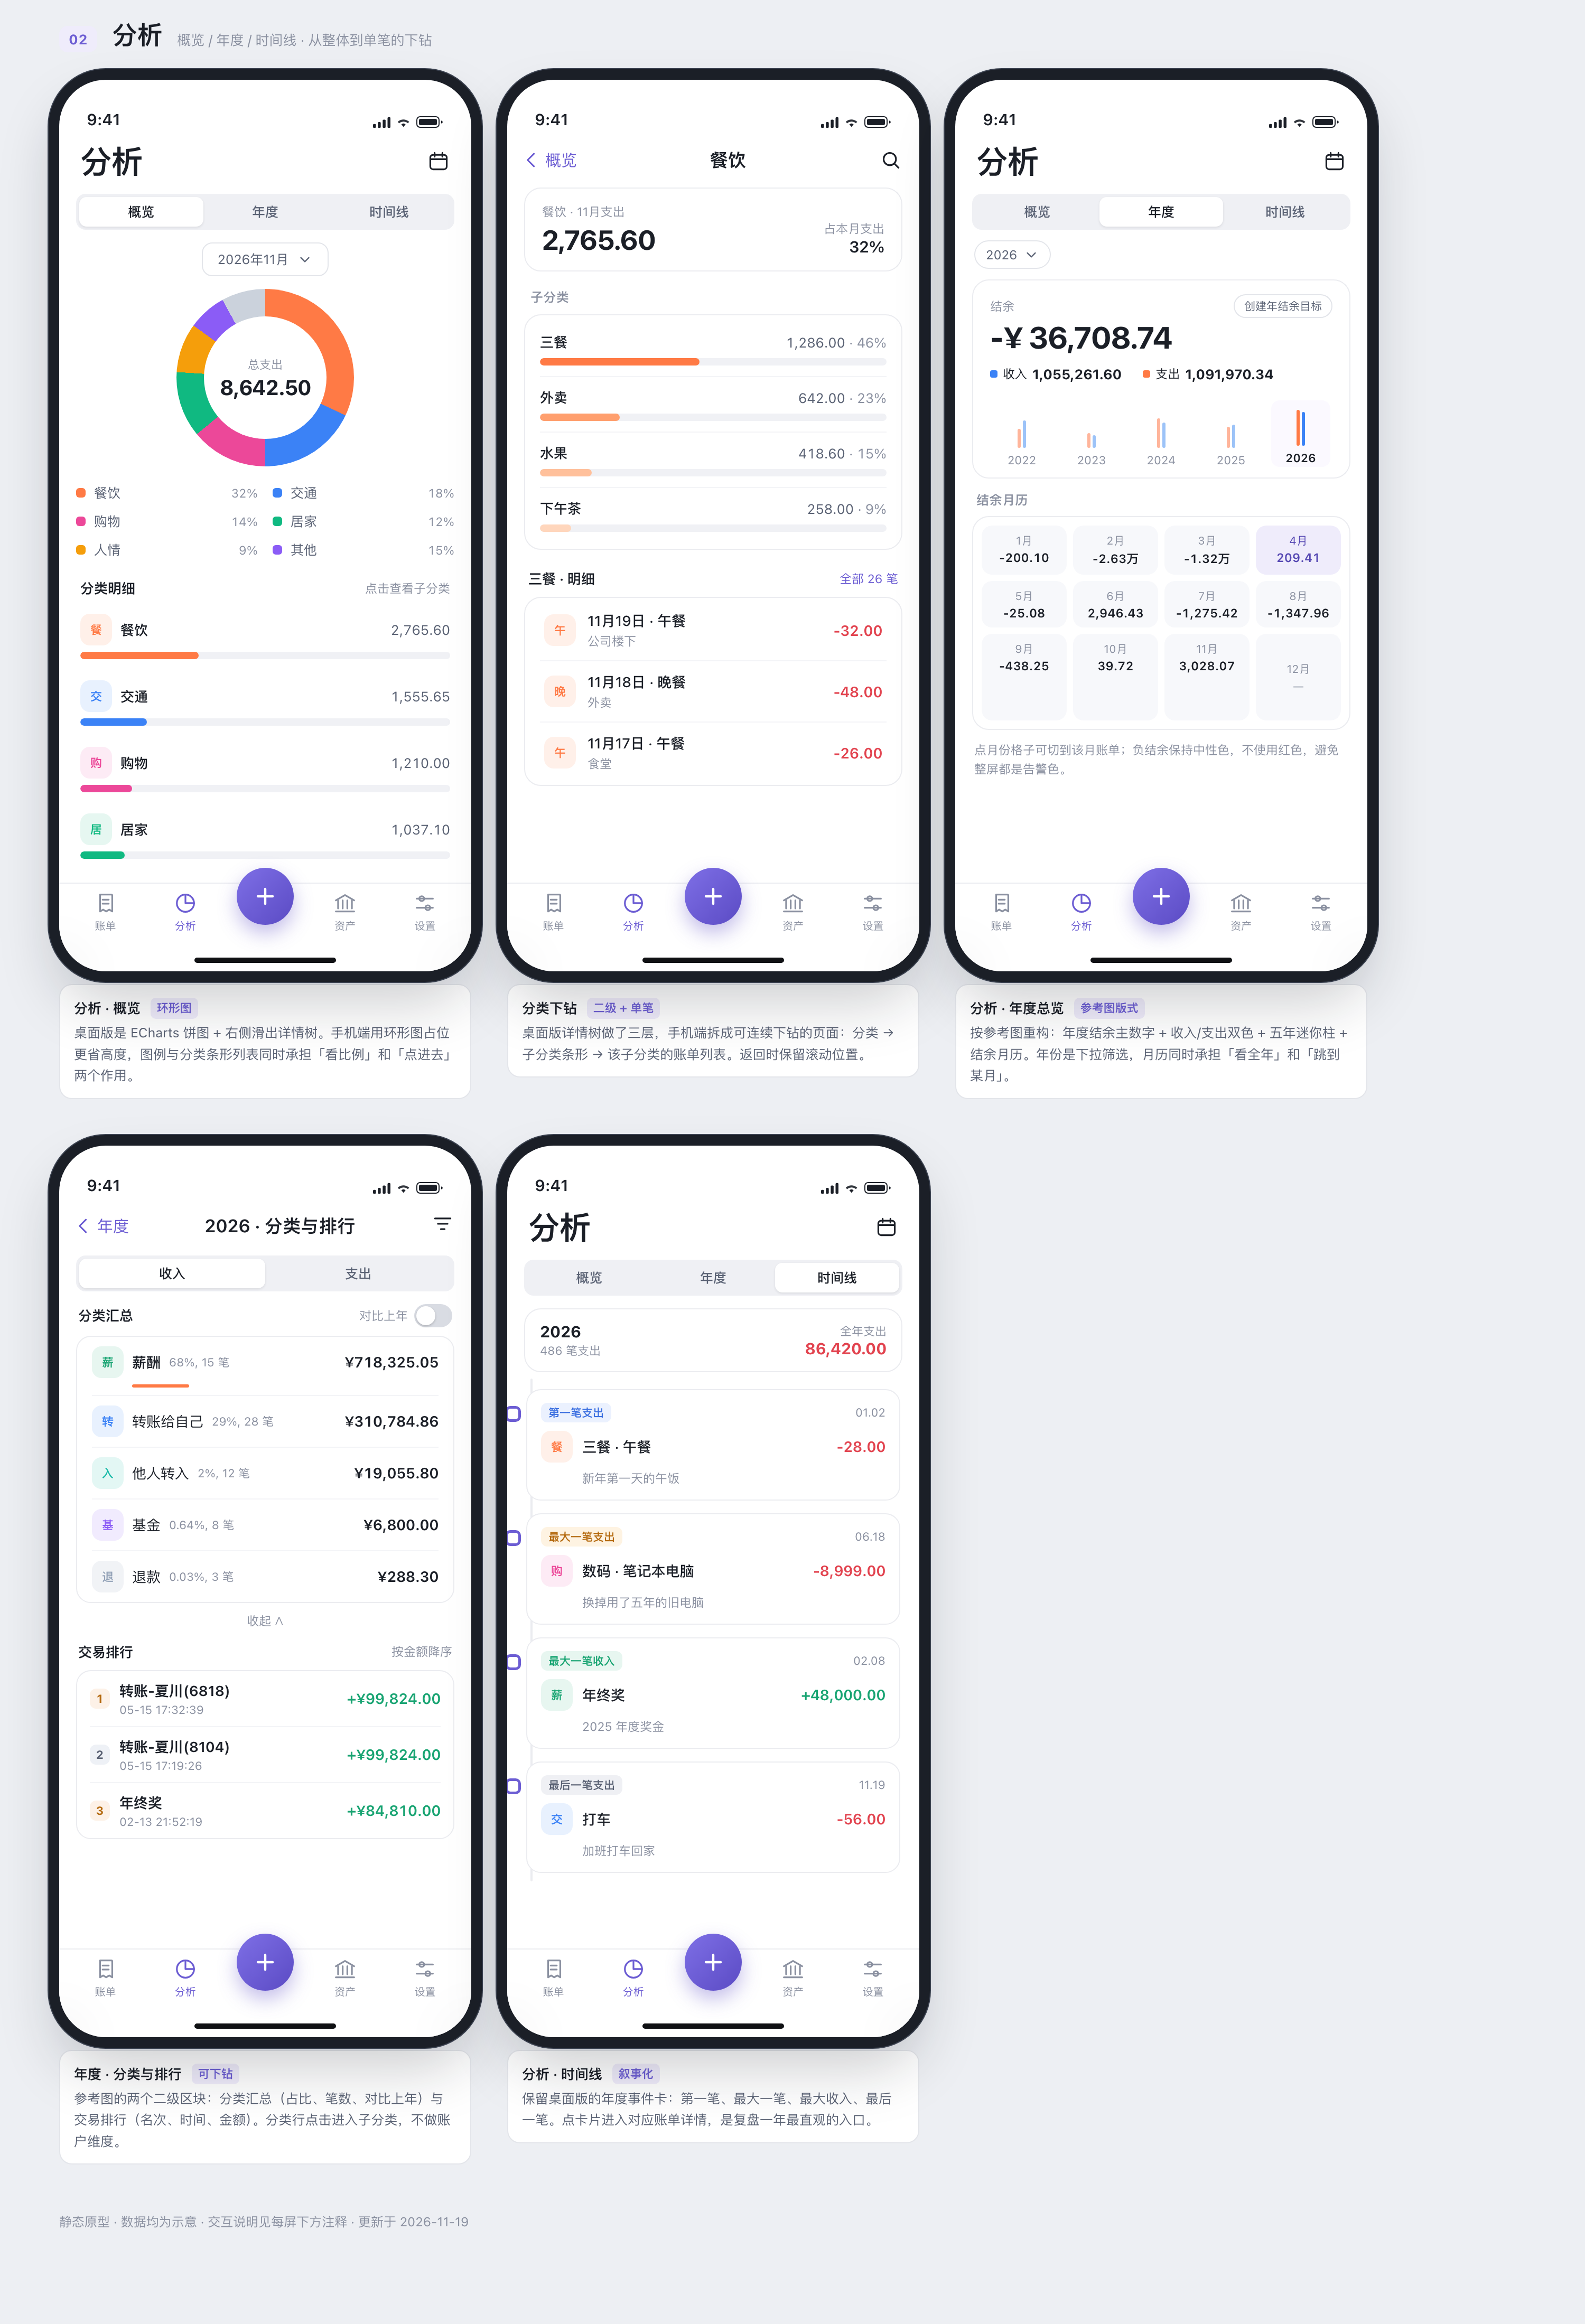 02 分析 概览 / 年度 / 时间线 · 从整体到单笔的下钻
9:41
分析
概览 年度 时间线
2026年11月
总支出
8,642.50
餐饮 32% 交通 18%
购物 14% 居家 12%
人情 9% 其他 15%
分类明细 点击查看子分类
餐 餐饮 2,765.60
交 交通 1,555.65
购 购物 1,210.00
居 居家 1,037.10
账单 分析 + 资产 设置
分析 · 概览 环形图
桌面版是 ECharts 饼图 + 右侧滑出详情树。手机端用环形图占位
更省高度，图例与分类条形列表同时承担「看比例」和「点进去」
两个作用。
9:41
概览 餐饮
餐饮 · 11月支出
2,765.60
占本月支出
32%
子分类
三餐 1,286.00 · 46%
外卖 642.00 · 23%
水果 418.60 · 15%
下午茶 258.00 · 9%
三餐 · 明细 全部 26 笔
午 11月19日 · 午餐 -32.00
公司楼下
晚 11月18日 · 晚餐 -48.00
外卖
午 11月17日 · 午餐 -26.00
食堂
账单 分析 + 资产 设置
分类下钻 二级 + 单笔
桌面版详情树做了三层，手机端拆成可连续下钻的页面：分类 →
子分类条形 → 该子分类的账单列表。返回时保留滚动位置。
9:41
分析
概览 年度 时间线
2026
结余 创建年结余目标
-¥ 36,708.74
收入 1,055,261.60 支出 1,091,970.34
2022 2023 2024 2025 2026
结余月历
1月 2月 3月 4月
-200.10 -2.63万 -1.32万 209.41
5月 6月 7月 8月
-25.08 2,946.43 -1,275.42 -1,347.96
9月 10月 11月 12月
-438.25 39.72 3,028.07 —
点月份格子可切到该月账单；负结余保持中性色，不使用红色，避免
整屏都是告警色。
账单 分析 + 资产 设置
分析 · 年度总览 参考图版式
按参考图重构：年度结余主数字 + 收入/支出双色 + 五年迷你柱 +
结余月历。年份是下拉筛选，月历同时承担「看全年」和「跳到
某月」。
9:41
年度 2026 · 分类与排行
收入 支出
分类汇总 对比上年
薪 薪酬 68%, 15 笔 ¥718,325.05
转 转账给自己 29%, 28 笔 ¥310,784.86
入 他人转入 2%, 12 笔 ¥19,055.80
基 基金 0.64%, 8 笔 ¥6,800.00
退 退款 0.03%, 3 笔 ¥288.30
收起 ∧
交易排行 按金额降序
1 转账-夏川(6818) +¥99,824.00
05-15 17:32:39
2 转账-夏川(8104) +¥99,824.00
05-15 17:19:26
3 年终奖 +¥84,810.00
02-13 21:52:19
账单 分析 + 资产 设置
年度 · 分类与排行 可下钻
参考图的两个二级区块：分类汇总（占比、笔数、对比上年）与
交易排行（名次、时间、金额）。分类行点击进入子分类，不做账
户维度。
9:41
分析
概览 年度 时间线
2026 全年支出
486 笔支出 86,420.00
第一笔支出 01.02
餐 三餐 · 午餐 -28.00
新年第一天的午饭
最大一笔支出 06.18
购 数码 · 笔记本电脑 -8,999.00
换掉用了五年的旧电脑
最大一笔收入 02.08
薪 年终奖 +48,000.00
2025 年度奖金
最后一笔支出 11.19
交 打车 -56.00
加班打车回家
账单 分析 + 资产 设置
分析 · 时间线 叙事化
保留桌面版的年度事件卡：第一笔、最大一笔、最大收入、最后
一笔。点卡片进入对应账单详情，是复盘一年最直观的入口。
静态原型 · 数据均为示意 · 交互说明见每屏下方注释 · 更新于 2026-11-19